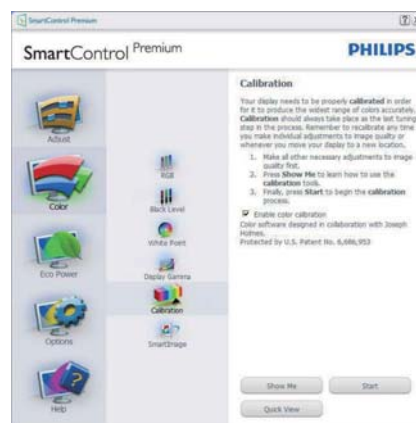 SmartControl Premium
SmartControl Premium
PHILIPS
Adjust
Color
Eco Power
Options
Help
RGB
Black Level
White Point
Display Gamma
Calibration
SmartImage
Calibration
Your display needs to be properly calibrated in order
for it to produce the widest range of colors accurately.
Calibration should always take place as the last tuning
step in the process. Remember to recalibrate any time
you make individual adjustments to image quality or
whenever you move your display to a new location.
1. Make all other necessary adjustments to image
quality first.
2. Press Show Me to learn how to use the
calibration tools.
3. Finally, press Start to begin the calibration
process.
Enable color calibration
Color software designed in collaboration with Joseph
Holmes.
Protected by U.S. Patent No. 6,686,953
Show Me
Start
Quick View